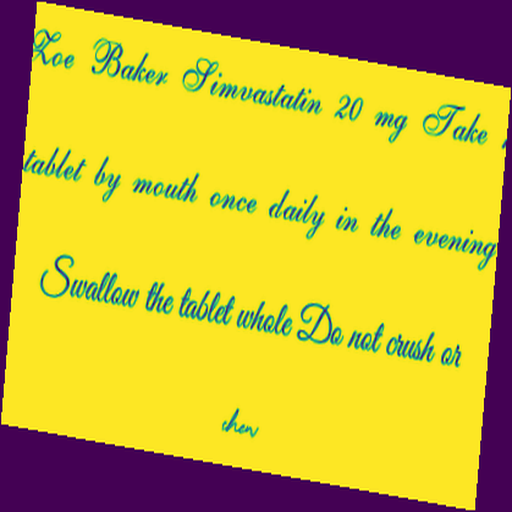 Zoe Baker Simvastatin 20 mg Take
tablet by mouth once daily in the evening
Swallow the tablet whole Do not crush or
chew